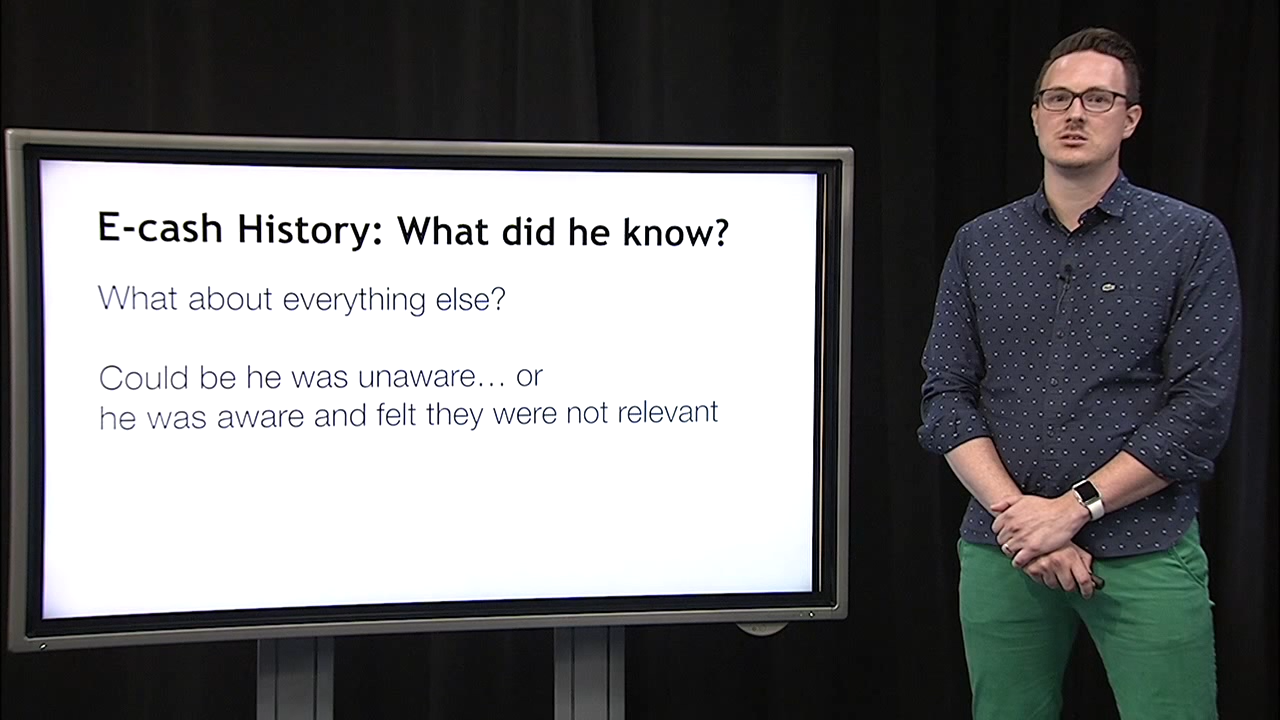 E-cash History: What did he know?
What about everything else?
Could be he was unaware... or
he was aware and felt they were not relevant